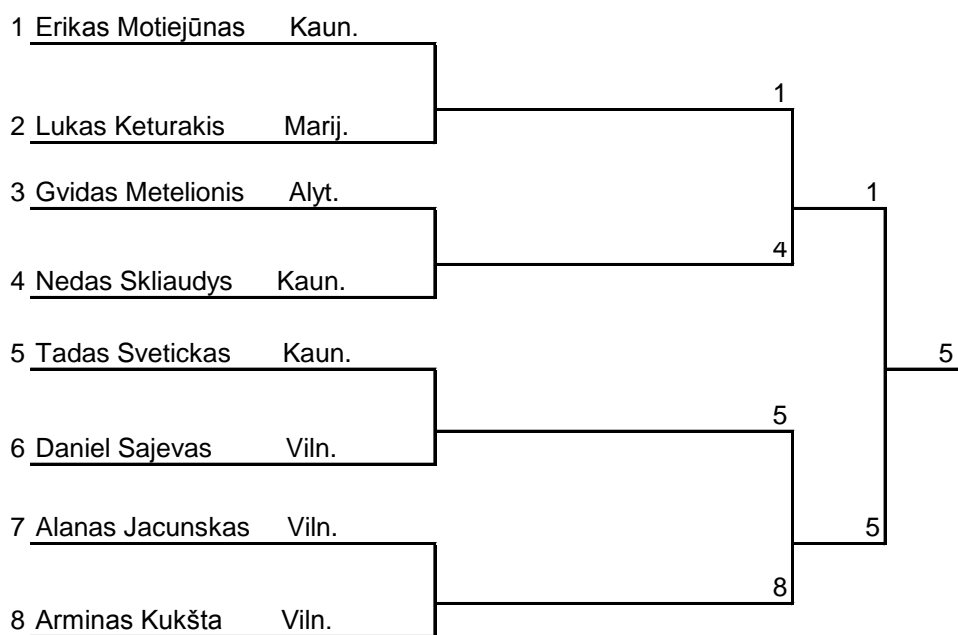 1 Erikas Motiejūnas Kaun.
1
2 Lukas Keturakis Marij.
3 Gvidas Metelionis Alyt.
1
4
4 Nedas Skliaudys Kaun.
5 Tadas Svetickas Kaun.
5
5
6 Daniel Sajevas Viln.
7 Alanas Jacunskas Viln.
5
8
8 Arminas Kukšta Viln.